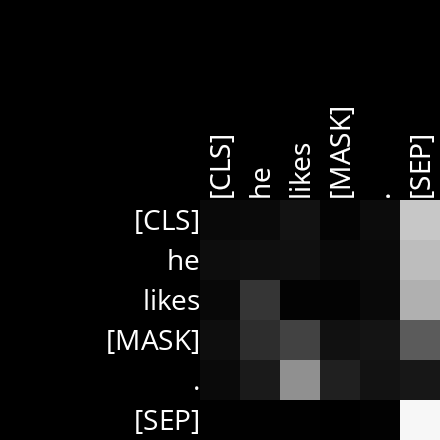 [CLS] he likes [MASK] . [SEP]
[CLS]
he
likes
[MASK]
.
[SEP]